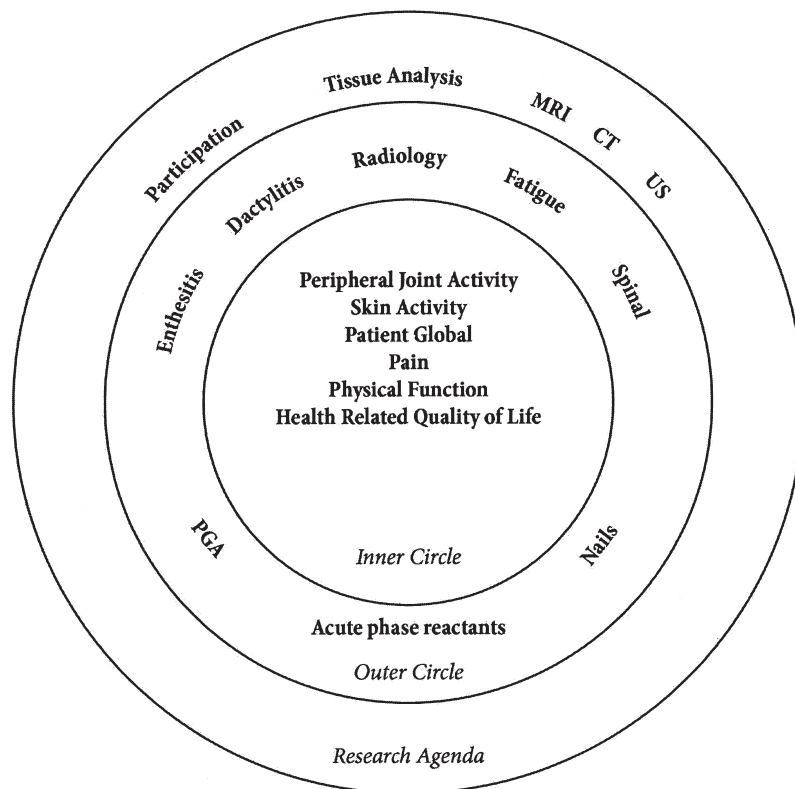 Tissue Analysis
MRI
CT
US
Participation
Radiology
Dactylitis
Fatigue
Enthesitis
Spinal
Peripheral Joint Activity
Skin Activity
Patient Global
Pain
Physical Function
Health Related Quality of Life
PGA
Nails
Inner Circle
Acute phase reactants
Outer Circle
Research Agenda